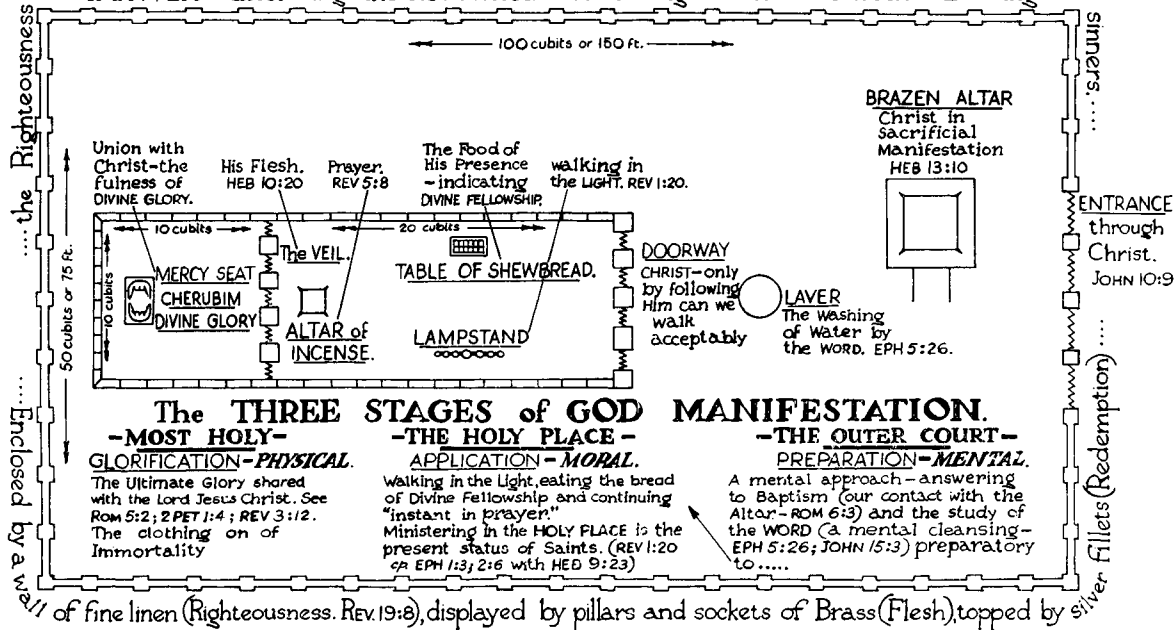 100 cubits or 150 ft.
sinners.....
.... the Righteousness
BRAZEN ALTAR
Christ in
Sacrificial
Manifestation
HEB 13:10
Union with
Christ-the
fulness of
DIVINE GLORY.
His Flesh.
HEB 10:20
Prayer.
REV 5:8
The Food of
His Presence
-indicating
DIVINE FELLOWSHIP.
walking in
the LIGHT. REV 1:20.
ENTRANCE
through
Christ.
JOHN 10:9
50 cubits or 75 ft.
10 cubits
20 cubits
10 cubits
The VEIL.
MERCY SEAT
CHERUBIM
DIVINE GLORY
ALTAR of
INCENSE.
TABLE OF SHEWBREAD.
LAMPSTAND
DOORWAY
CHRIST-only
by following
Him can we
walk
acceptably
LAVER
The washing
of Water by
the WORD. EPH 5:26.
The THREE STAGES of GOD MANIFESTATION.
-MOST HOLY-
GLORIFICATION-PHYSICAL.
The Ultimate Glory shared
with the Lord Jesus Christ. See
ROM 5:2; 2 PET 1:4; REV 3:12.
The clothing on of
Immortality
-THE HOLY PLACE-
APPLICATION-MORAL.
Walking in the Light, eating the bread
of Divine Fellowship and continuing
"instant in prayer."
Ministering in the HOLY PLACE is the
present status of Saints. (REV 1:20
cp EPH 1:3; 2:6 with HEB 9:23)
-THE OUTER COURT-
PREPARATION-MENTAL.
A mental approach-answering
to Baptism (our contact with the
Altar-ROM 6:3) and the study of
the WORD (a mental cleansing-
EPH 5:26; JOHN 15:3) preparatory
to .....
....Enclosed by a wall of fine linen (Righteousness. REV. 19:8), displayed by pillars and sockets of Brass (Flesh), topped by silver fillets (Redemption) ....